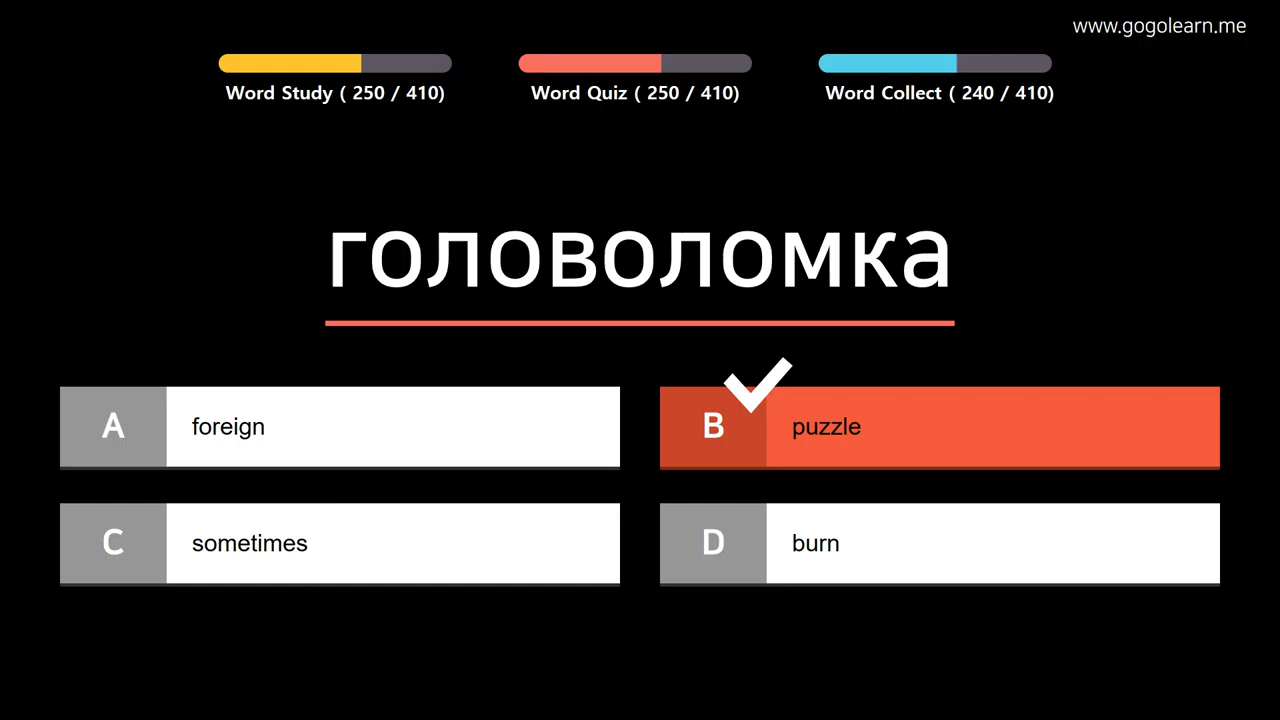 www.gogolearn.me
Word Study ( 250 / 410)
Word Quiz ( 250 / 410)
Word Collect ( 240 / 410)
головоломка
A foreign
B puzzle
C sometimes
D burn